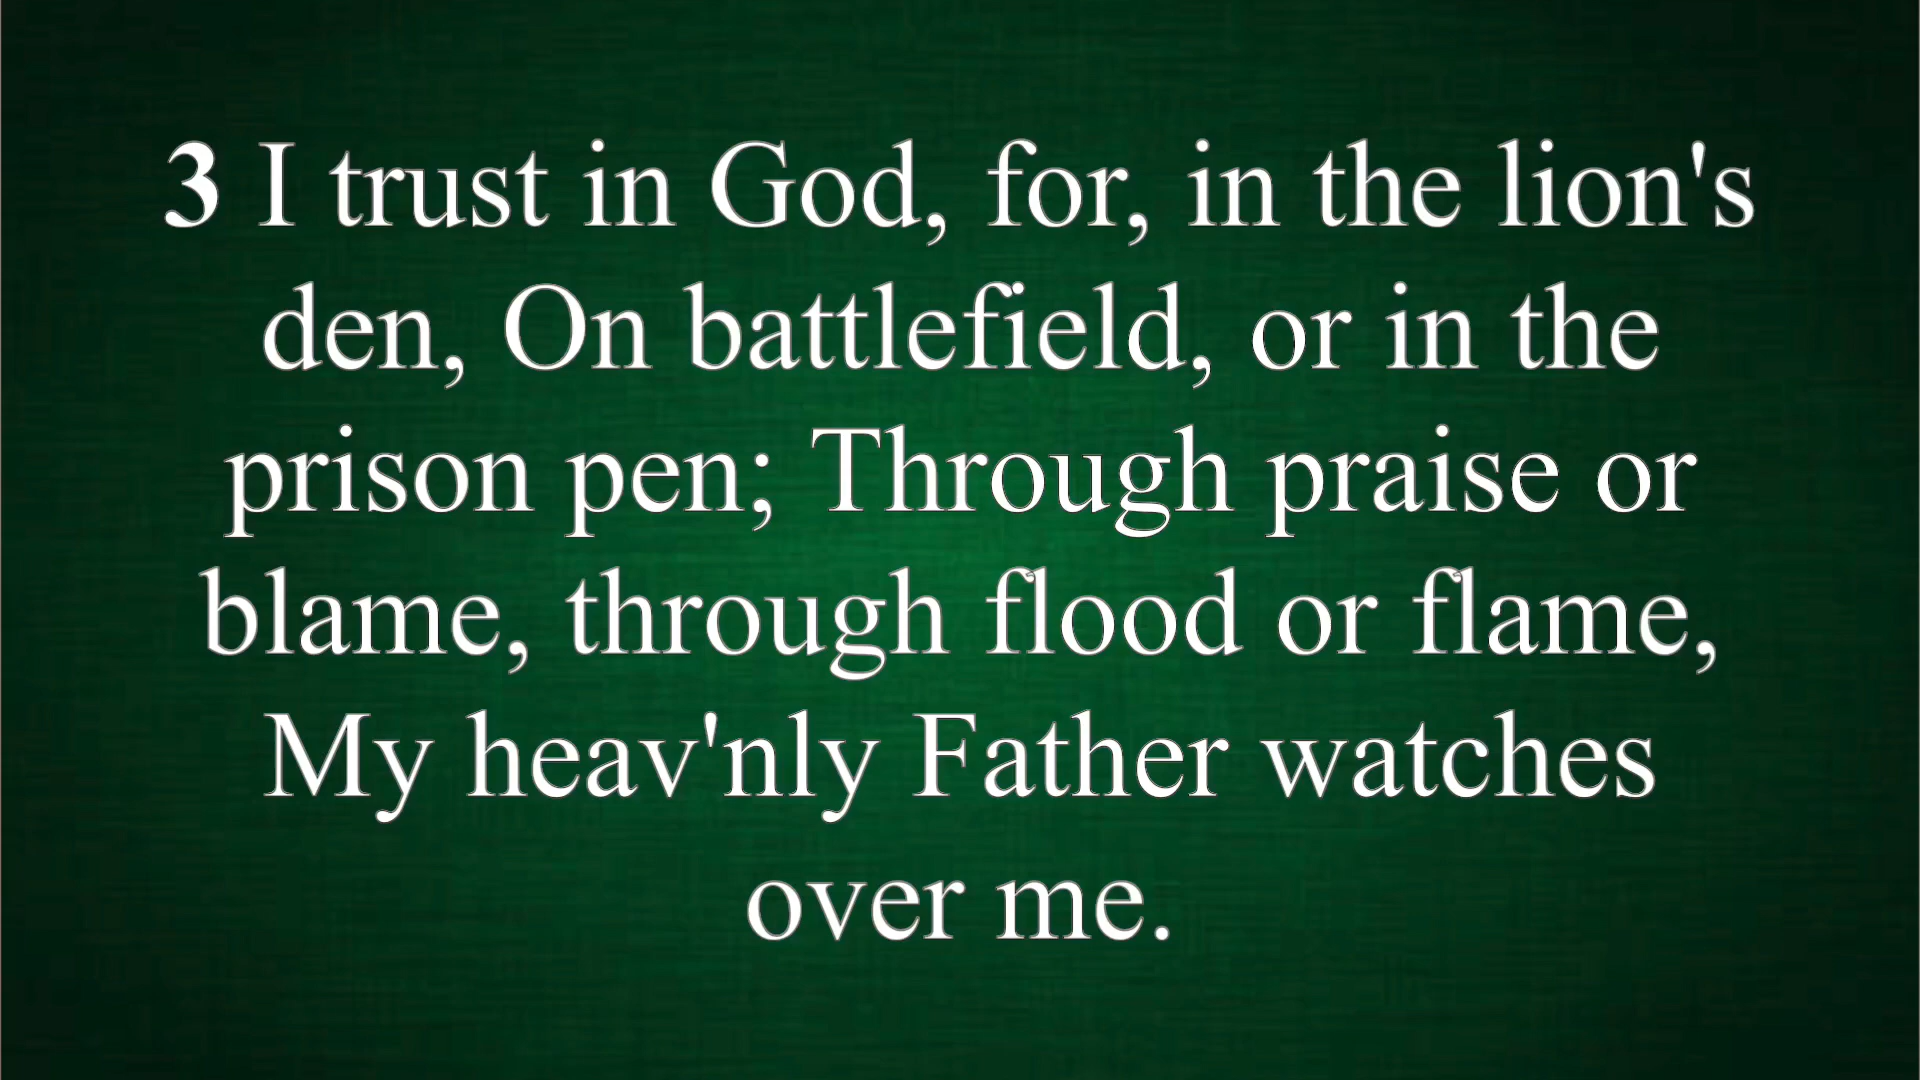 3 I trust in God, for, in the lion's
den, On battlefield, or in the
prison pen; Through praise or
blame, through flood or flame,
My heav'nly Father watches
over me.